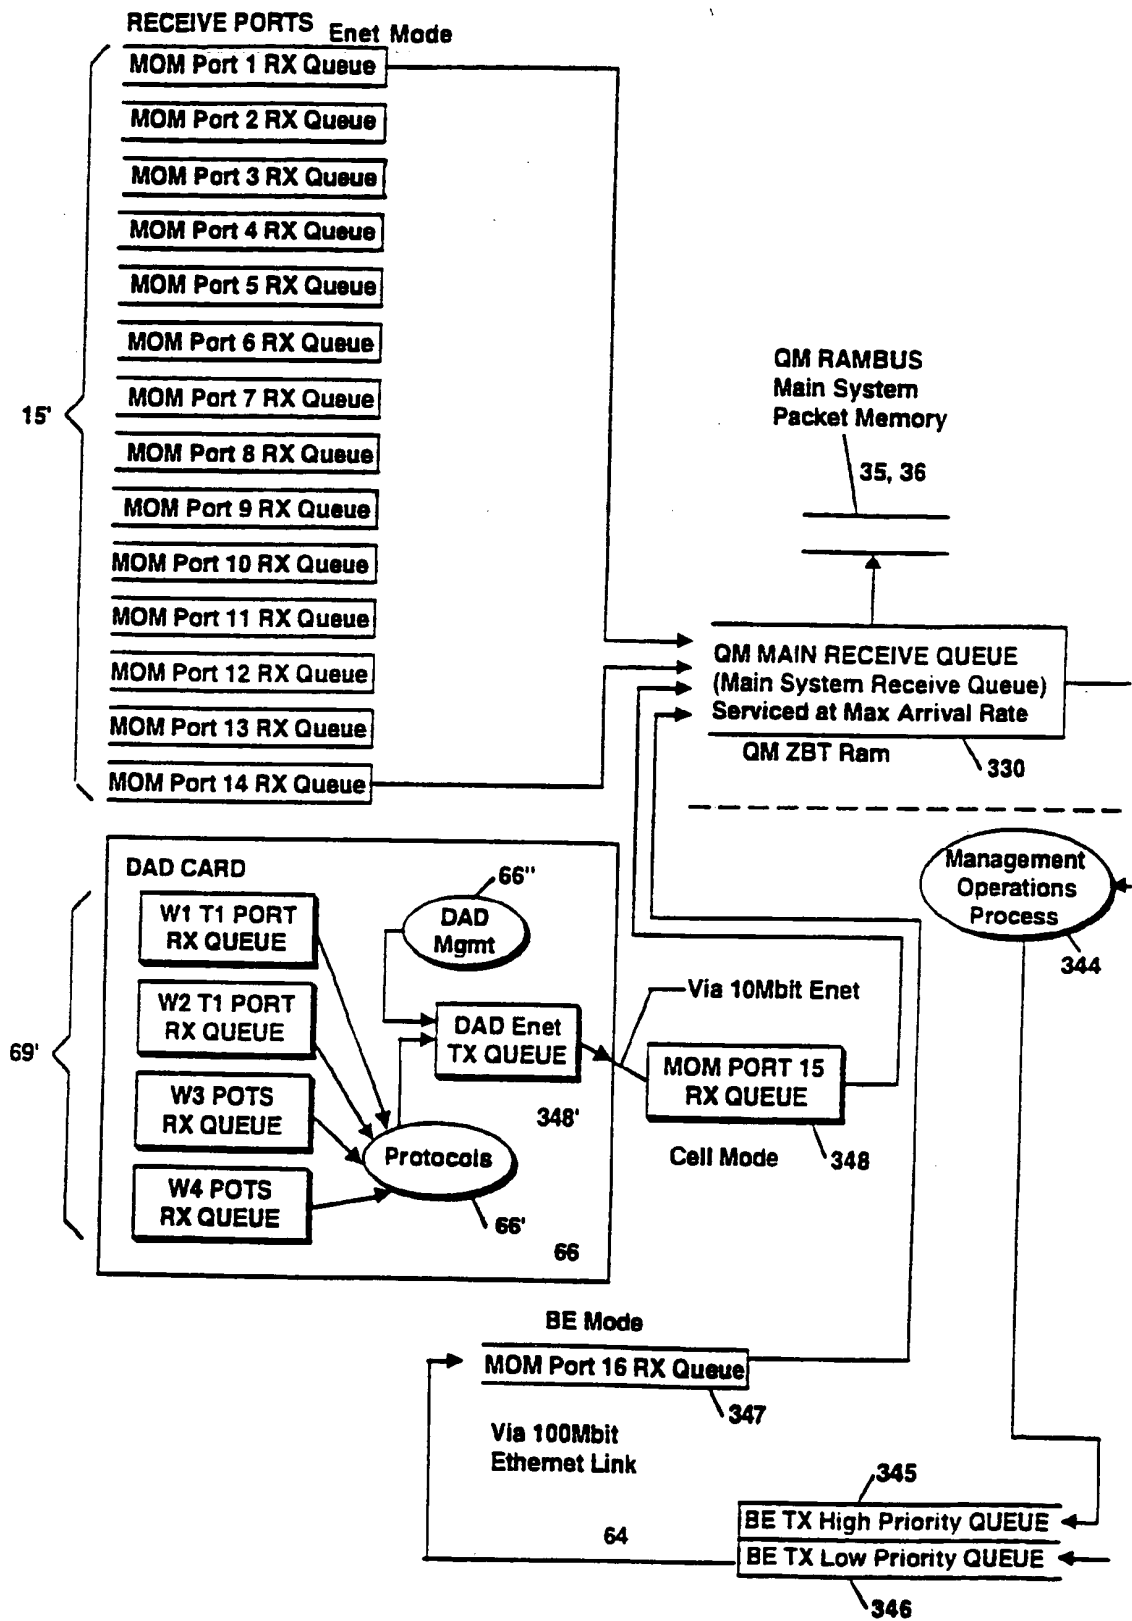 RECEIVE PORTS
Enet Mode
MOM Port 1 RX Queue
MOM Port 2 RX Queue
MOM Port 3 RX Queue
MOM Port 4 RX Queue
MOM Port 5 RX Queue
MOM Port 6 RX Queue
MOM Port 7 RX Queue
MOM Port 8 RX Queue
MOM Port 9 RX Queue
MOM Port 10 RX Queue
MOM Port 11 RX Queue
MOM Port 12 RX Queue
MOM Port 13 RX Queue
MOM Port 14 RX Queue
15'
QM RAMBUS
Main System
Packet Memory
35, 36
QM MAIN RECEIVE QUEUE
(Main System Receive Queue)
Serviced at Max Arrival Rate
QM ZBT Ram
330
Management
Operations
Process
344
DAD CARD
66''
W1 T1 PORT
RX QUEUE
DAD
Mgmt
W2 T1 PORT
RX QUEUE
Via 10Mbit Enet
DAD Enet
TX QUEUE
69'
MOM PORT 15
RX QUEUE
W3 POTS
RX QUEUE
348'
Protocols
Cell Mode
348
W4 POTS
RX QUEUE
66'
66
BE Mode
MOM Port 16 RX Queue
347
Via 100Mbit
Ethernet Link
345
BE TX High Priority QUEUE
64
BE TX Low Priority QUEUE
346